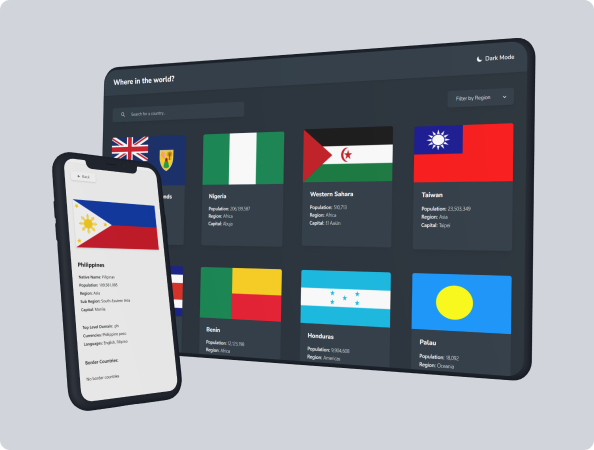 Where in the world?
Dark Mode
Search for a country...
Filter by Region
nds
Nigeria
Population: 206,139,587
Region: Africa
Capital: Abuja
Western Sahara
Population: 510,713
Region: Africa
Capital: El Aaiún
Taiwan
Population: 23,503,349
Region: Asia
Capital: Taipei
Benin
Population: 12,123,198
Region: Africa
Honduras
Population: 9,904,608
Region: Americas
Palau
Population: 18,092
Region: Oceania
Back
Philippines
Native Name: Pilipinas
Population: 109,581,085
Region: Asia
Sub Region: South-Eastern Asia
Capital: Manila
Top Level Domain: .ph
Currencies: Philippine peso
Languages: English, Filipino
Border Countries:
No border countries